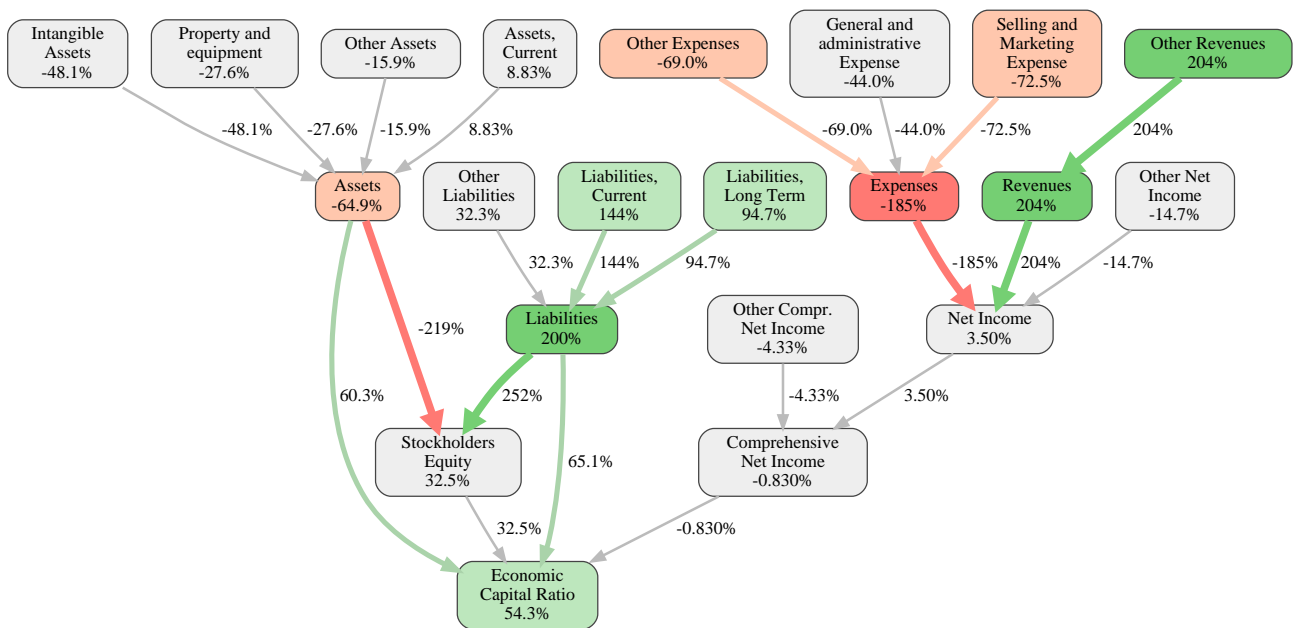 Intangible
Assets
-48.1%
Property and
equipment
-27.6%
Other Assets
-15.9%
Assets,
Current
8.83%
Other Expenses
-69.0%
General and
administrative
Expense
-44.0%
Selling and
Marketing
Expense
-72.5%
Other Revenues
204%
-48.1%
-27.6%
-15.9%
8.83%
-69.0%
-44.0%
-72.5%
204%
Assets
-64.9%
Other
Liabilities
32.3%
Liabilities,
Current
144%
Liabilities,
Long Term
94.7%
Expenses
-185%
Revenues
204%
Other Net
Income
-14.7%
32.3%
144%
94.7%
-185%
204%
-14.7%
-219%
Liabilities
200%
Other Compr.
Net Income
-4.33%
Net Income
3.50%
60.3%
252%
-4.33%
3.50%
Stockholders
Equity
32.5%
65.1%
Comprehensive
Net Income
-0.830%
32.5%
-0.830%
Economic
Capital Ratio
54.3%